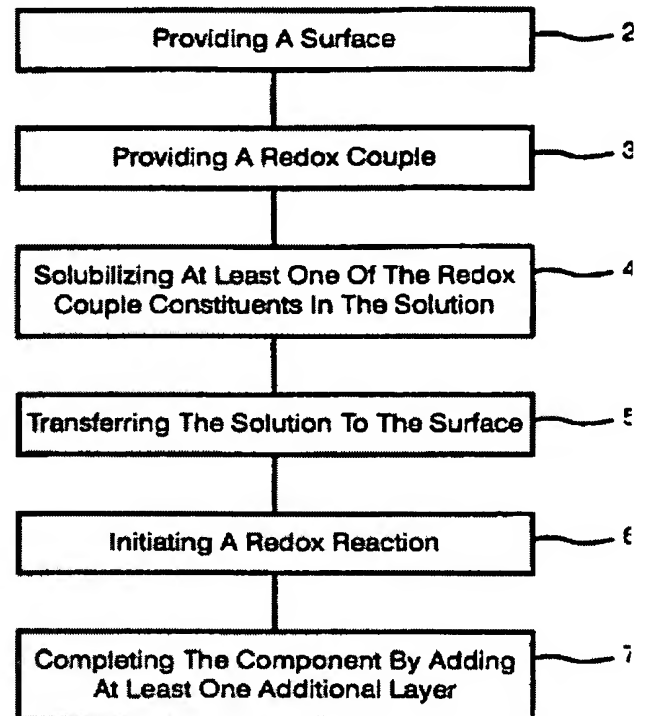 Providing A Surface 2
Providing A Redox Couple 3
Solubilizing At Least One Of The Redox 4
Couple Constituents In The Solution
Transferring The Solution To The Surface 5
Initiating A Redox Reaction 6
Completing The Component By Adding 7
At Least One Additional Layer